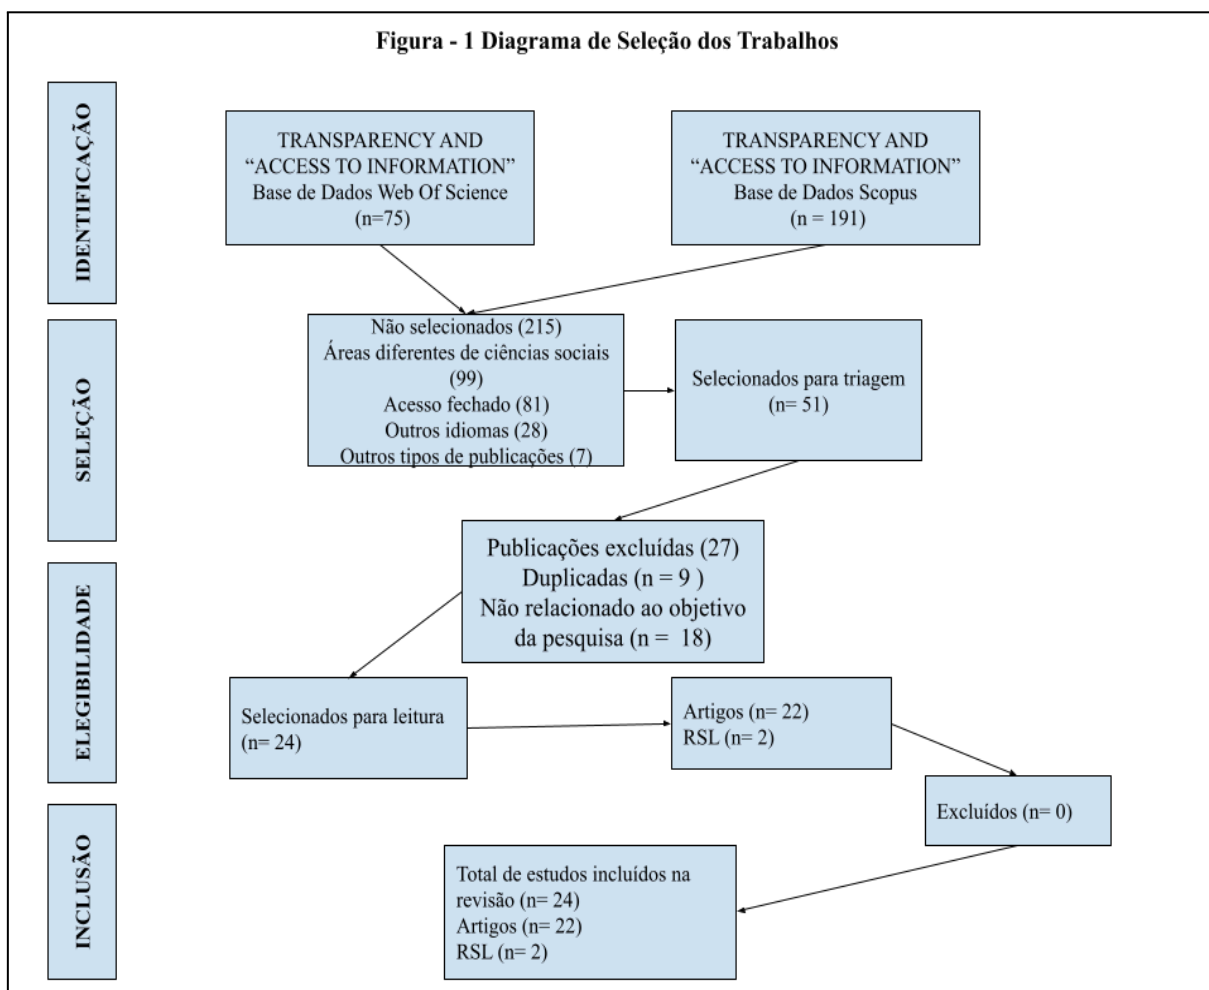 Figura - 1 Diagrama de Seleção dos Trabalhos
IDENTIFICAÇÃO
TRANSPARENCY AND
“ACCESS TO INFORMATION”
Base de Dados Web Of Science
(n=75)
TRANSPARENCY AND
“ACCESS TO INFORMATION”
Base de Dados Scopus
(n = 191)
SELEÇÃO
Não selecionados (215)
Áreas diferentes de ciências sociais
(99)
Acesso fechado (81)
Outros idiomas (28)
Outros tipos de publicações (7)
Selecionados para triagem
(n= 51)
ELEGIBILIDADE
Publicações excluídas (27)
Duplicadas (n = 9 )
Não relacionado ao objetivo
da pesquisa (n =  18)
Selecionados para leitura
(n= 24)
Artigos (n= 22)
RSL (n= 2)
Excluídos (n= 0)
INCLUSÃO
Total de estudos incluídos na
revisão (n= 24)
Artigos (n= 22)
RSL (n= 2)